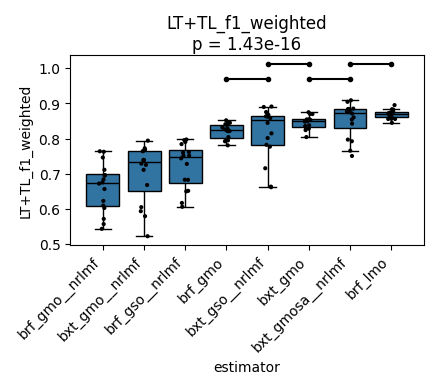 LT+TL_f1_weighted
p = 1.43e-16
LT+TL_f1_weighted
1.0
0.9
0.8
0.7
0.6
0.5
brf_gmo__nrlmf
bxt_gmo__nrlmf
brf_gso__nrlmf
brf_gmo
bxt_gso__nrlmf
bxt_gmo
bxt_gmosa__nrlmf
brf_lmo
estimator